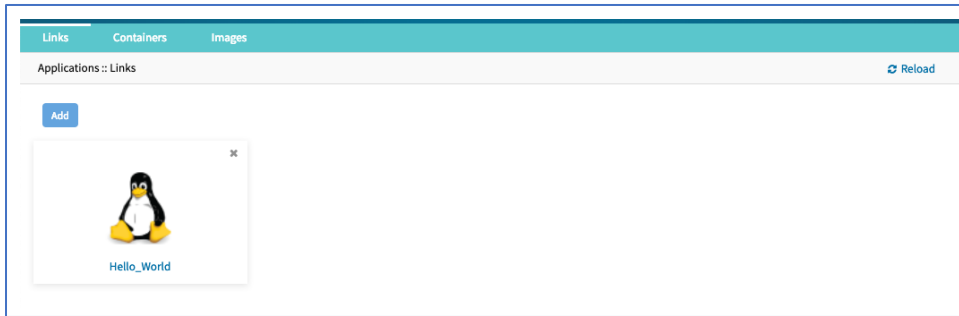 Links Containers Images
Applications :: Links Reload
Add
Hello_World